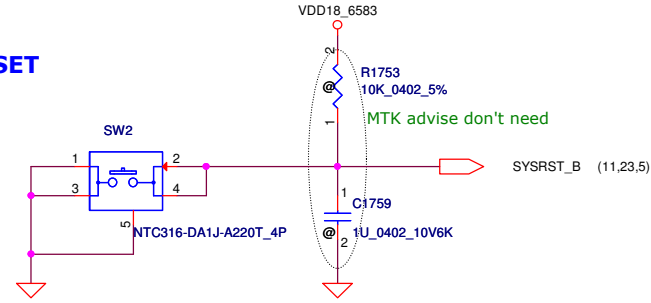 VDD18_6583
SET
2
@
R1753
10K_0402_5%
1
MTK advise don't need
SW2
1
2
3
4
5
NTC316-DA1J-A220T_4P
SYSRST_B (11,23,5)
1
C1759
@
1U_0402_10V6K
2